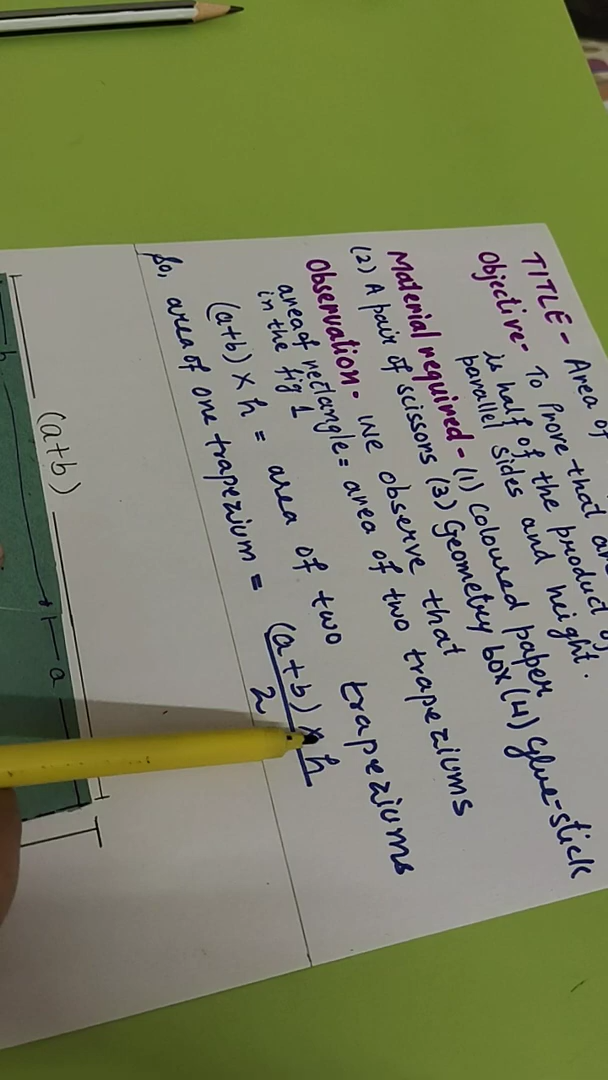 TITLE - Area of
Objective - To Prove that are
is half of the product of
parallel sides and height.
Material required - (1) Coloured paper
(2) A pair of scissors (3) Geometry box (4) Glue-stick
Observation - We observe that
area of rectangle = area of two trapeziums
in the fig 1
(a+b) × h = area of two trapeziums
So, area of one trapezium = (a+b) × h
2
(a+b)
b
a